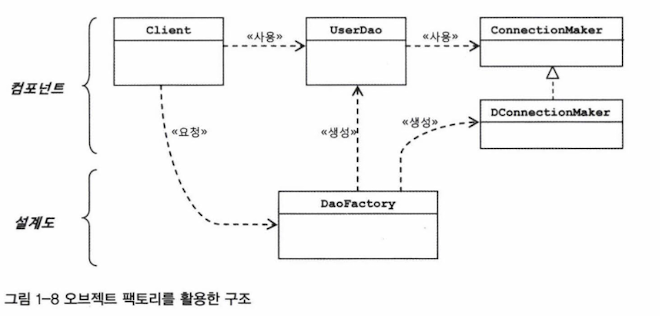 Client
UserDao
ConnectionMaker
«사용»
«사용»
컴포넌트
DConnectionMaker
«요청»
«생성»
«생성»
설계도
DaoFactory
그림 1-8 오브젝트 팩토리를 활용한 구조